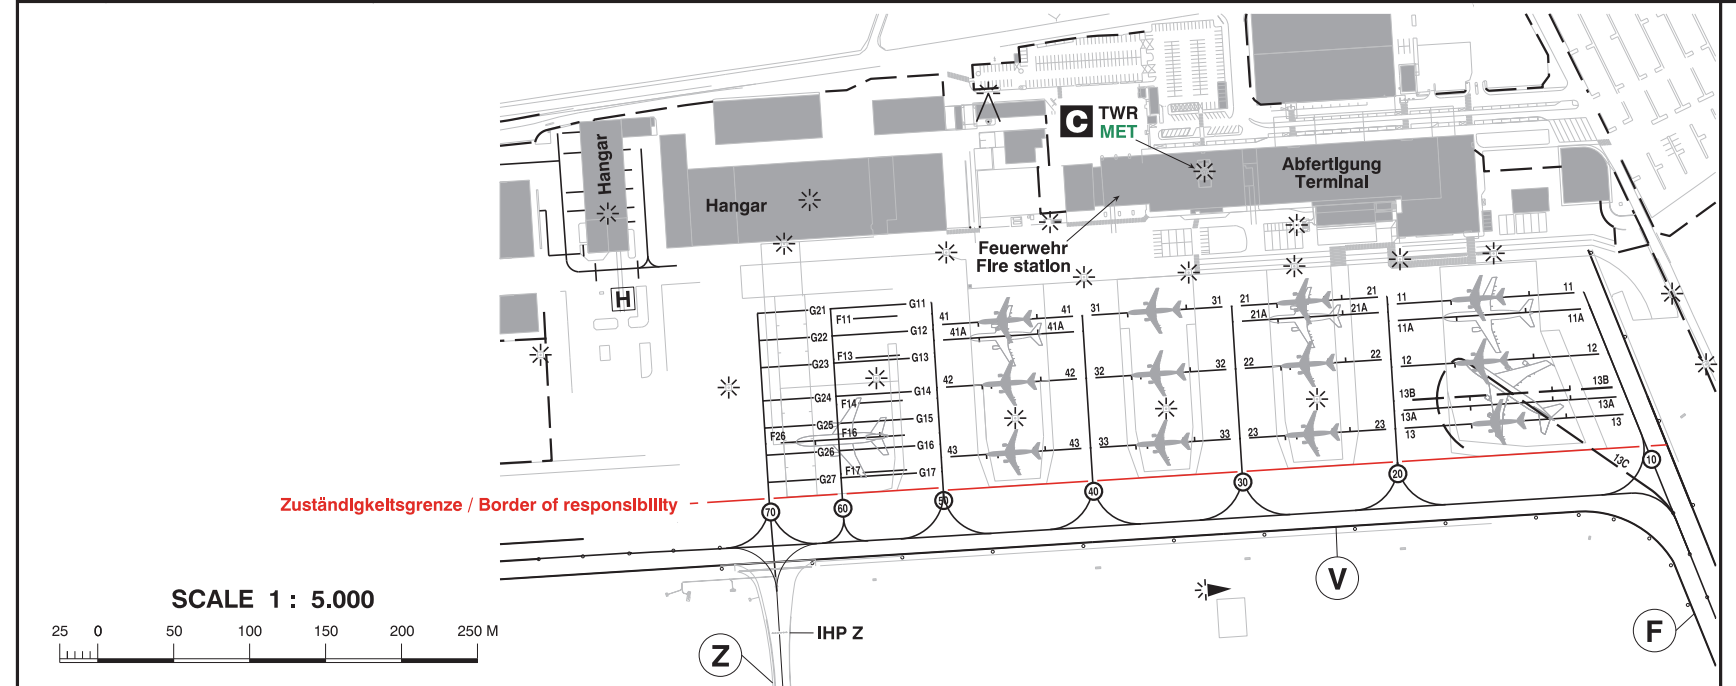 C TWR
MET
Hangar
Abfertigung
Terminal
Hangar
Feuerwehr
Fire station
H
G21
G11
F11
G22
G12
F13
G23
G13
G24
G14
F14
G25
G15
F26
F16
G26
G16
F17
G27
G17
41
41
41A
41A
42
42
43
43
31
31
32
32
33
33
21
21
21A
21A
22
22
23
23
11
11
11A
11A
12
12
13B
13B
13A
13A
13
13
13C
Zuständigkeitsgrenze / Border of responsibility
70
60
50
40
30
20
10
V
SCALE 1 : 5.000
25 0 50 100 150 200 250 M
IHP Z
Z
F